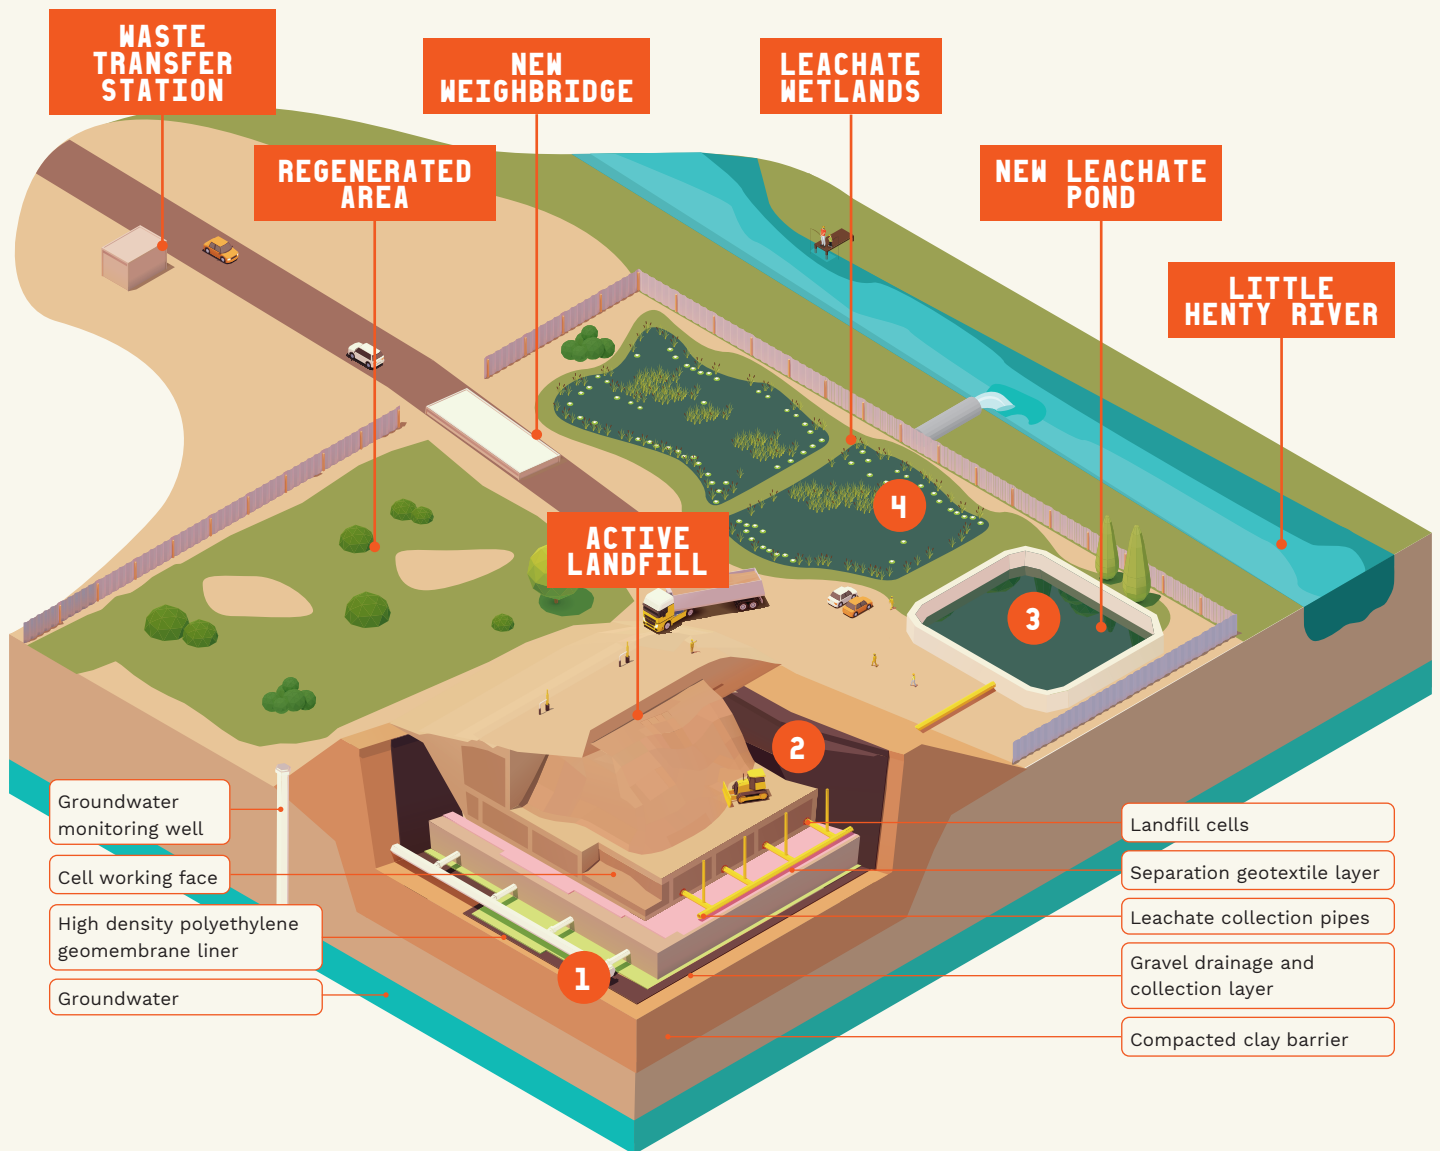 WASTE
TRANSFER
STATION
NEW
WEIGHBRIDGE
LEACHATE
WETLANDS
REGENERATED
AREA
NEW LEACHATE
POND
LITTLE
HENTY RIVER
4
ACTIVE
LANDFILL
3
2
Groundwater
monitoring well
Cell working face
High density polyethylene
geomembrane liner
Groundwater
1
Landfill cells
Separation geotextile layer
Leachate collection pipes
Gravel drainage and
collection layer
Compacted clay barrier